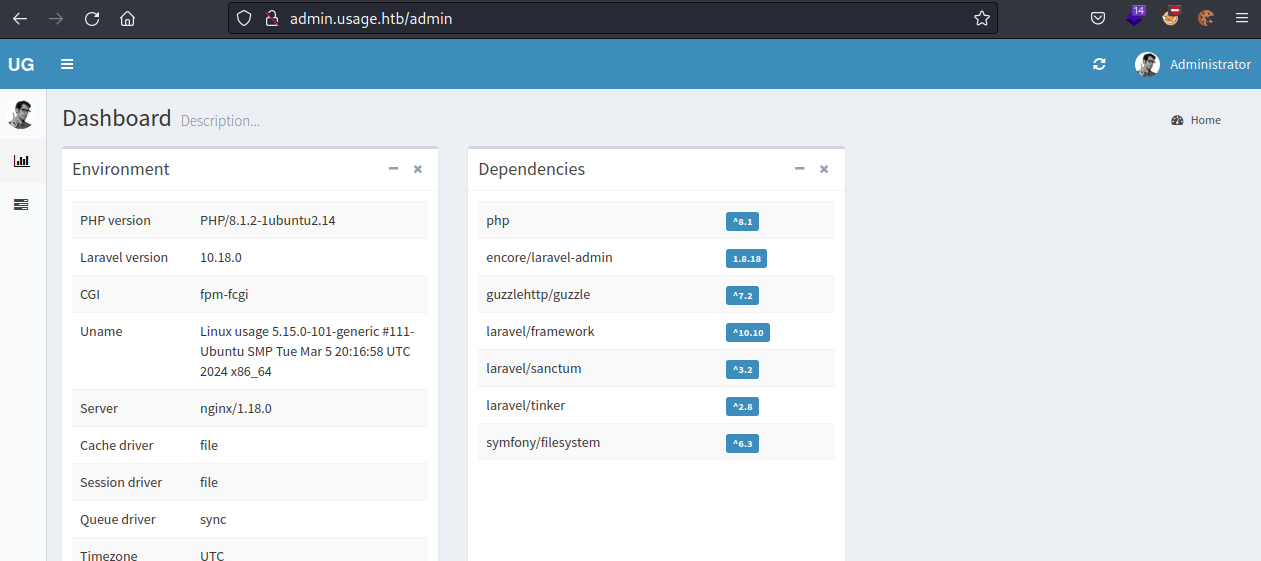 admin.usage.htb/admin
14
UG
Administrator
Dashboard Description...
Home
Environment
PHP version PHP/8.1.2-1ubuntu2.14
Laravel version 10.18.0
CGI fpm-fcgi
Uname Linux usage 5.15.0-101-generic #111-
Ubuntu SMP Tue Mar 5 20:16:58 UTC
2024 x86_64
Server nginx/1.18.0
Cache driver file
Session driver file
Queue driver sync
Timezone UTC
Dependencies
php ^8.1
encore/laravel-admin 1.8.18
guzzlehttp/guzzle ^7.2
laravel/framework ^10.10
laravel/sanctum ^3.2
laravel/tinker ^2.8
symfony/filesystem ^6.3